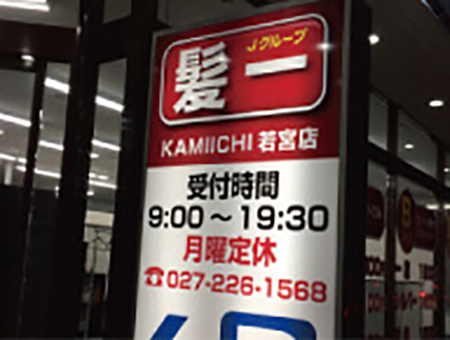 Jグループ
髪一
KAMIICHI 若宮店
受付時間
9:00～19:30
月曜定休
☎027-226-1568